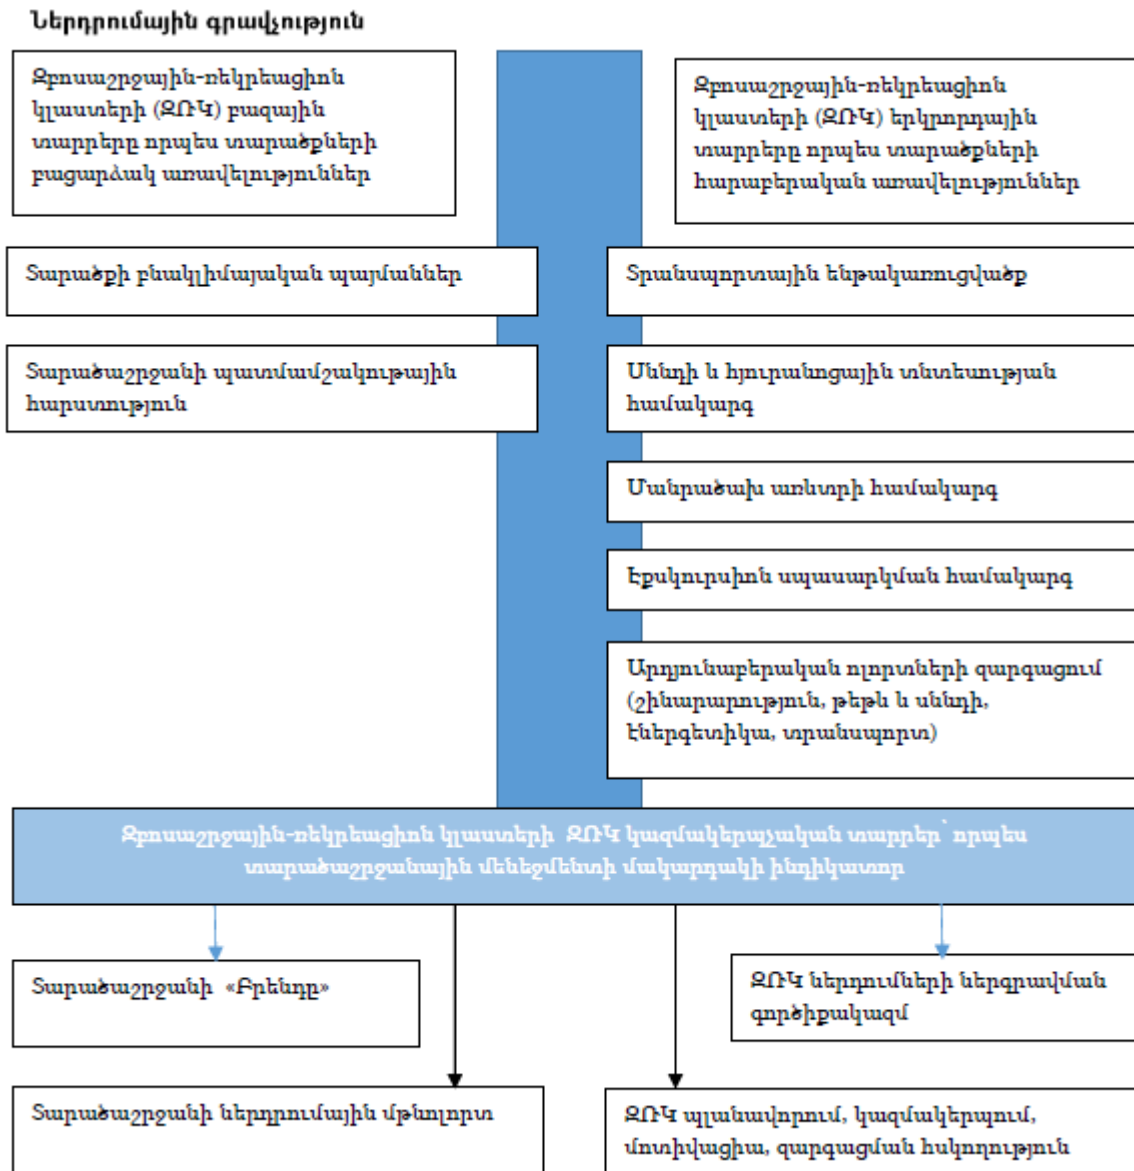 Ներդրումային գրավչություն
Զբոսաշրջային-ռեկրեացիոն
կլաստերի (ԶՌԿ) բազային
տարրերը որպես տարածքների
բացարձակ առավելություններ
Զբոսաշրջային-ռեկրեացիոն
կլաստերի (ԶՌԿ) երկրորդային
տարրերը որպես տարածքների
հարաբերական առավելություններ
Տարածքի բնակլիմայական պայմաններ
Տրանսպորտային ենթակառուցվածք
Տարածաշրջանի պատմամշակութային
հարստություն
Սննդի և հյուրանոցային տնտեսության
համակարգ
Մանրածախ առևտրի համակարգ
Էքսկուրսիոն սպասարկման համակարգ
Արդյունաբերական ոլորտների զարգացում
(շինարարություն, թեթև և սննդի,
էներգետիկա, տրանսպորտ)
Զբոսաշրջային-ռեկրեացիոն կլաստերի ԶՌԿ կազմակերպչական տարրեր՝ որպես
տարածաշրջանային մենեջմենտի մակարդակի ինդիկատոր
Տարածաշրջանի «Բրենդը»
ԶՌԿ ներդումների ներգրավման
գործիքակազմ
Տարածաշրջանի ներդրումային մթնոլորտ
ԶՌԿ պլանավորում, կազմակերպում,
մոտիվացիա, զարգացման հսկողություն